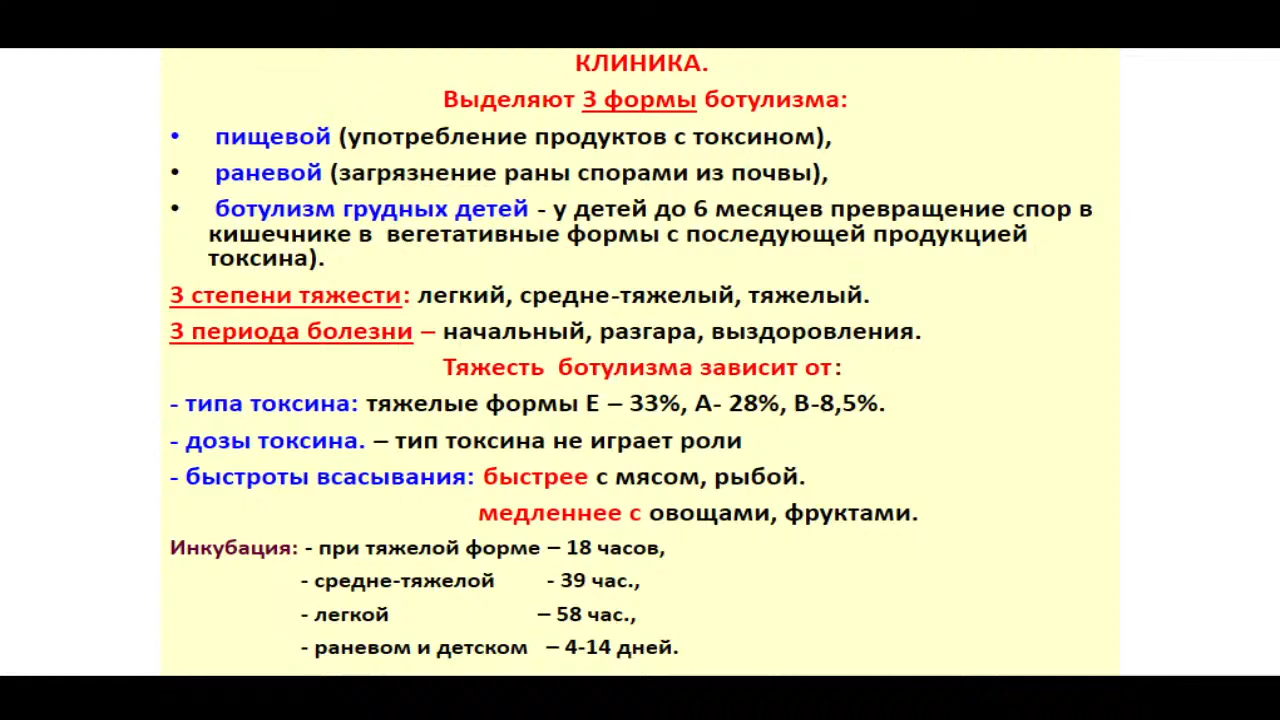 КЛИНИКА.
Выделяют 3 формы ботулизма:
• пищевой (употребление продуктов с токсином),
• раневой (загрязнение раны спорами из почвы),
• ботулизм грудных детей - у детей до 6 месяцев превращение спор в
кишечнике в вегетативные формы с последующей продукцией
токсина).
3 степени тяжести: легкий, средне-тяжелый, тяжелый.
3 периода болезни – начальный, разгара, выздоровления.
Тяжесть ботулизма зависит от:
- типа токсина: тяжелые формы Е – 33%, А- 28%, В-8,5%.
- дозы токсина. – тип токсина не играет роли
- быстроты всасывания: быстрее с мясом, рыбой.
медленнее с овощами, фруктами.
Инкубация: - при тяжелой форме – 18 часов,
- средне-тяжелой - 39 час.,
- легкой – 58 час.,
- раневом и детском – 4-14 дней.